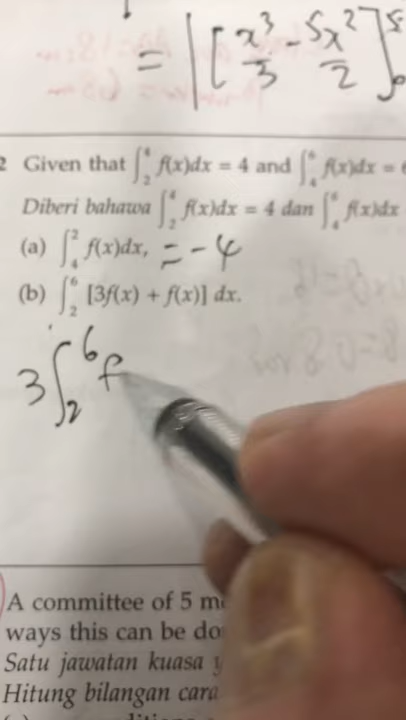 = |[x³/3 - 5x²/2]
2 Given that ∫₂⁴ f(x)dx = 4 and ∫₄⁶ f(x)dx =
Diberi bahawa ∫₂⁴ f(x)dx = 4 dan ∫₄⁶ f(x)dx
(a) ∫₄² f(x)dx, = -4
(b) ∫₂⁶ [3f(x) + f(x)] dx.
3∫₂⁶ f
A committee of 5
ways this can be
Satu jawatan kuasa
Hitung bilangan cara